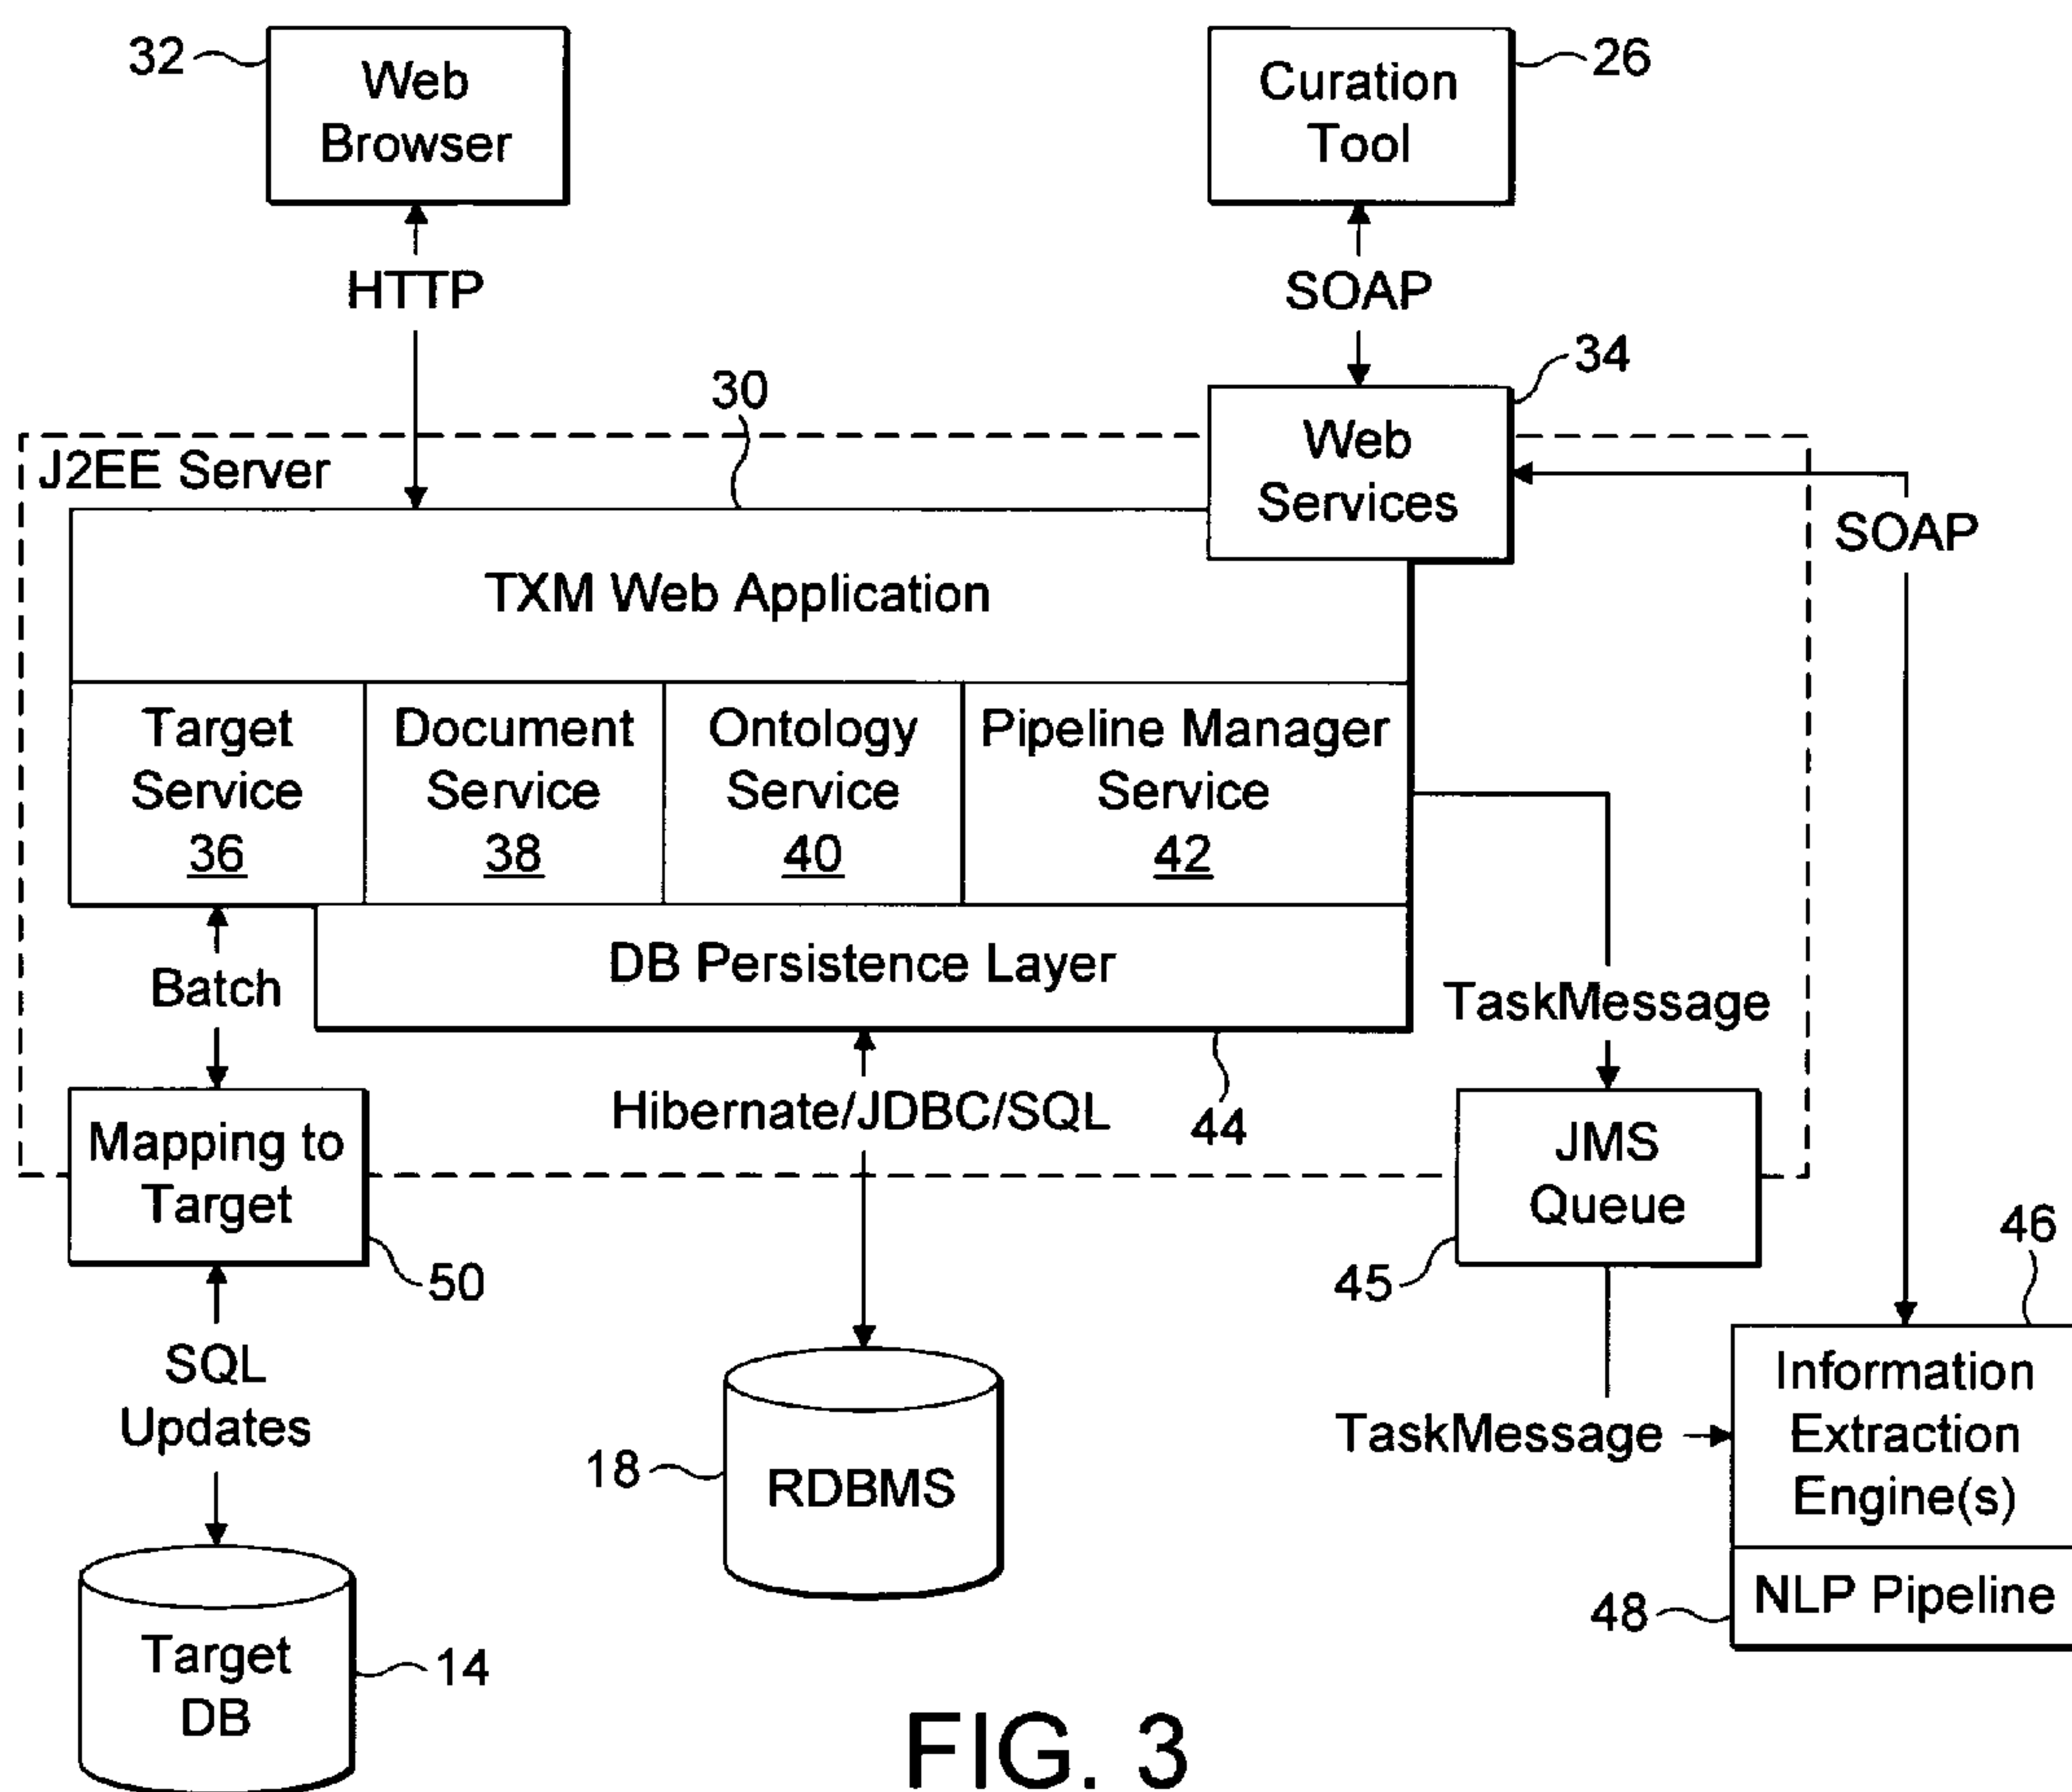 32
Web
Browser
Curation
Tool
26
HTTP
SOAP
34
30
Web
Services
J2EE Server
SOAP
TXM Web Application
Target
Service
36
Document
Service
38
Ontology
Service
40
Pipeline Manager
Service
42
Batch
DB Persistence Layer
TaskMessage
Hibernate/JDBC/SQL
44
Mapping to
Target
50
JMS
Queue
45
46
SQL
Updates
Information
Extraction
Engine(s)
TaskMessage
18
RDBMS
48
NLP Pipeline
Target
DB
14
FIG. 3